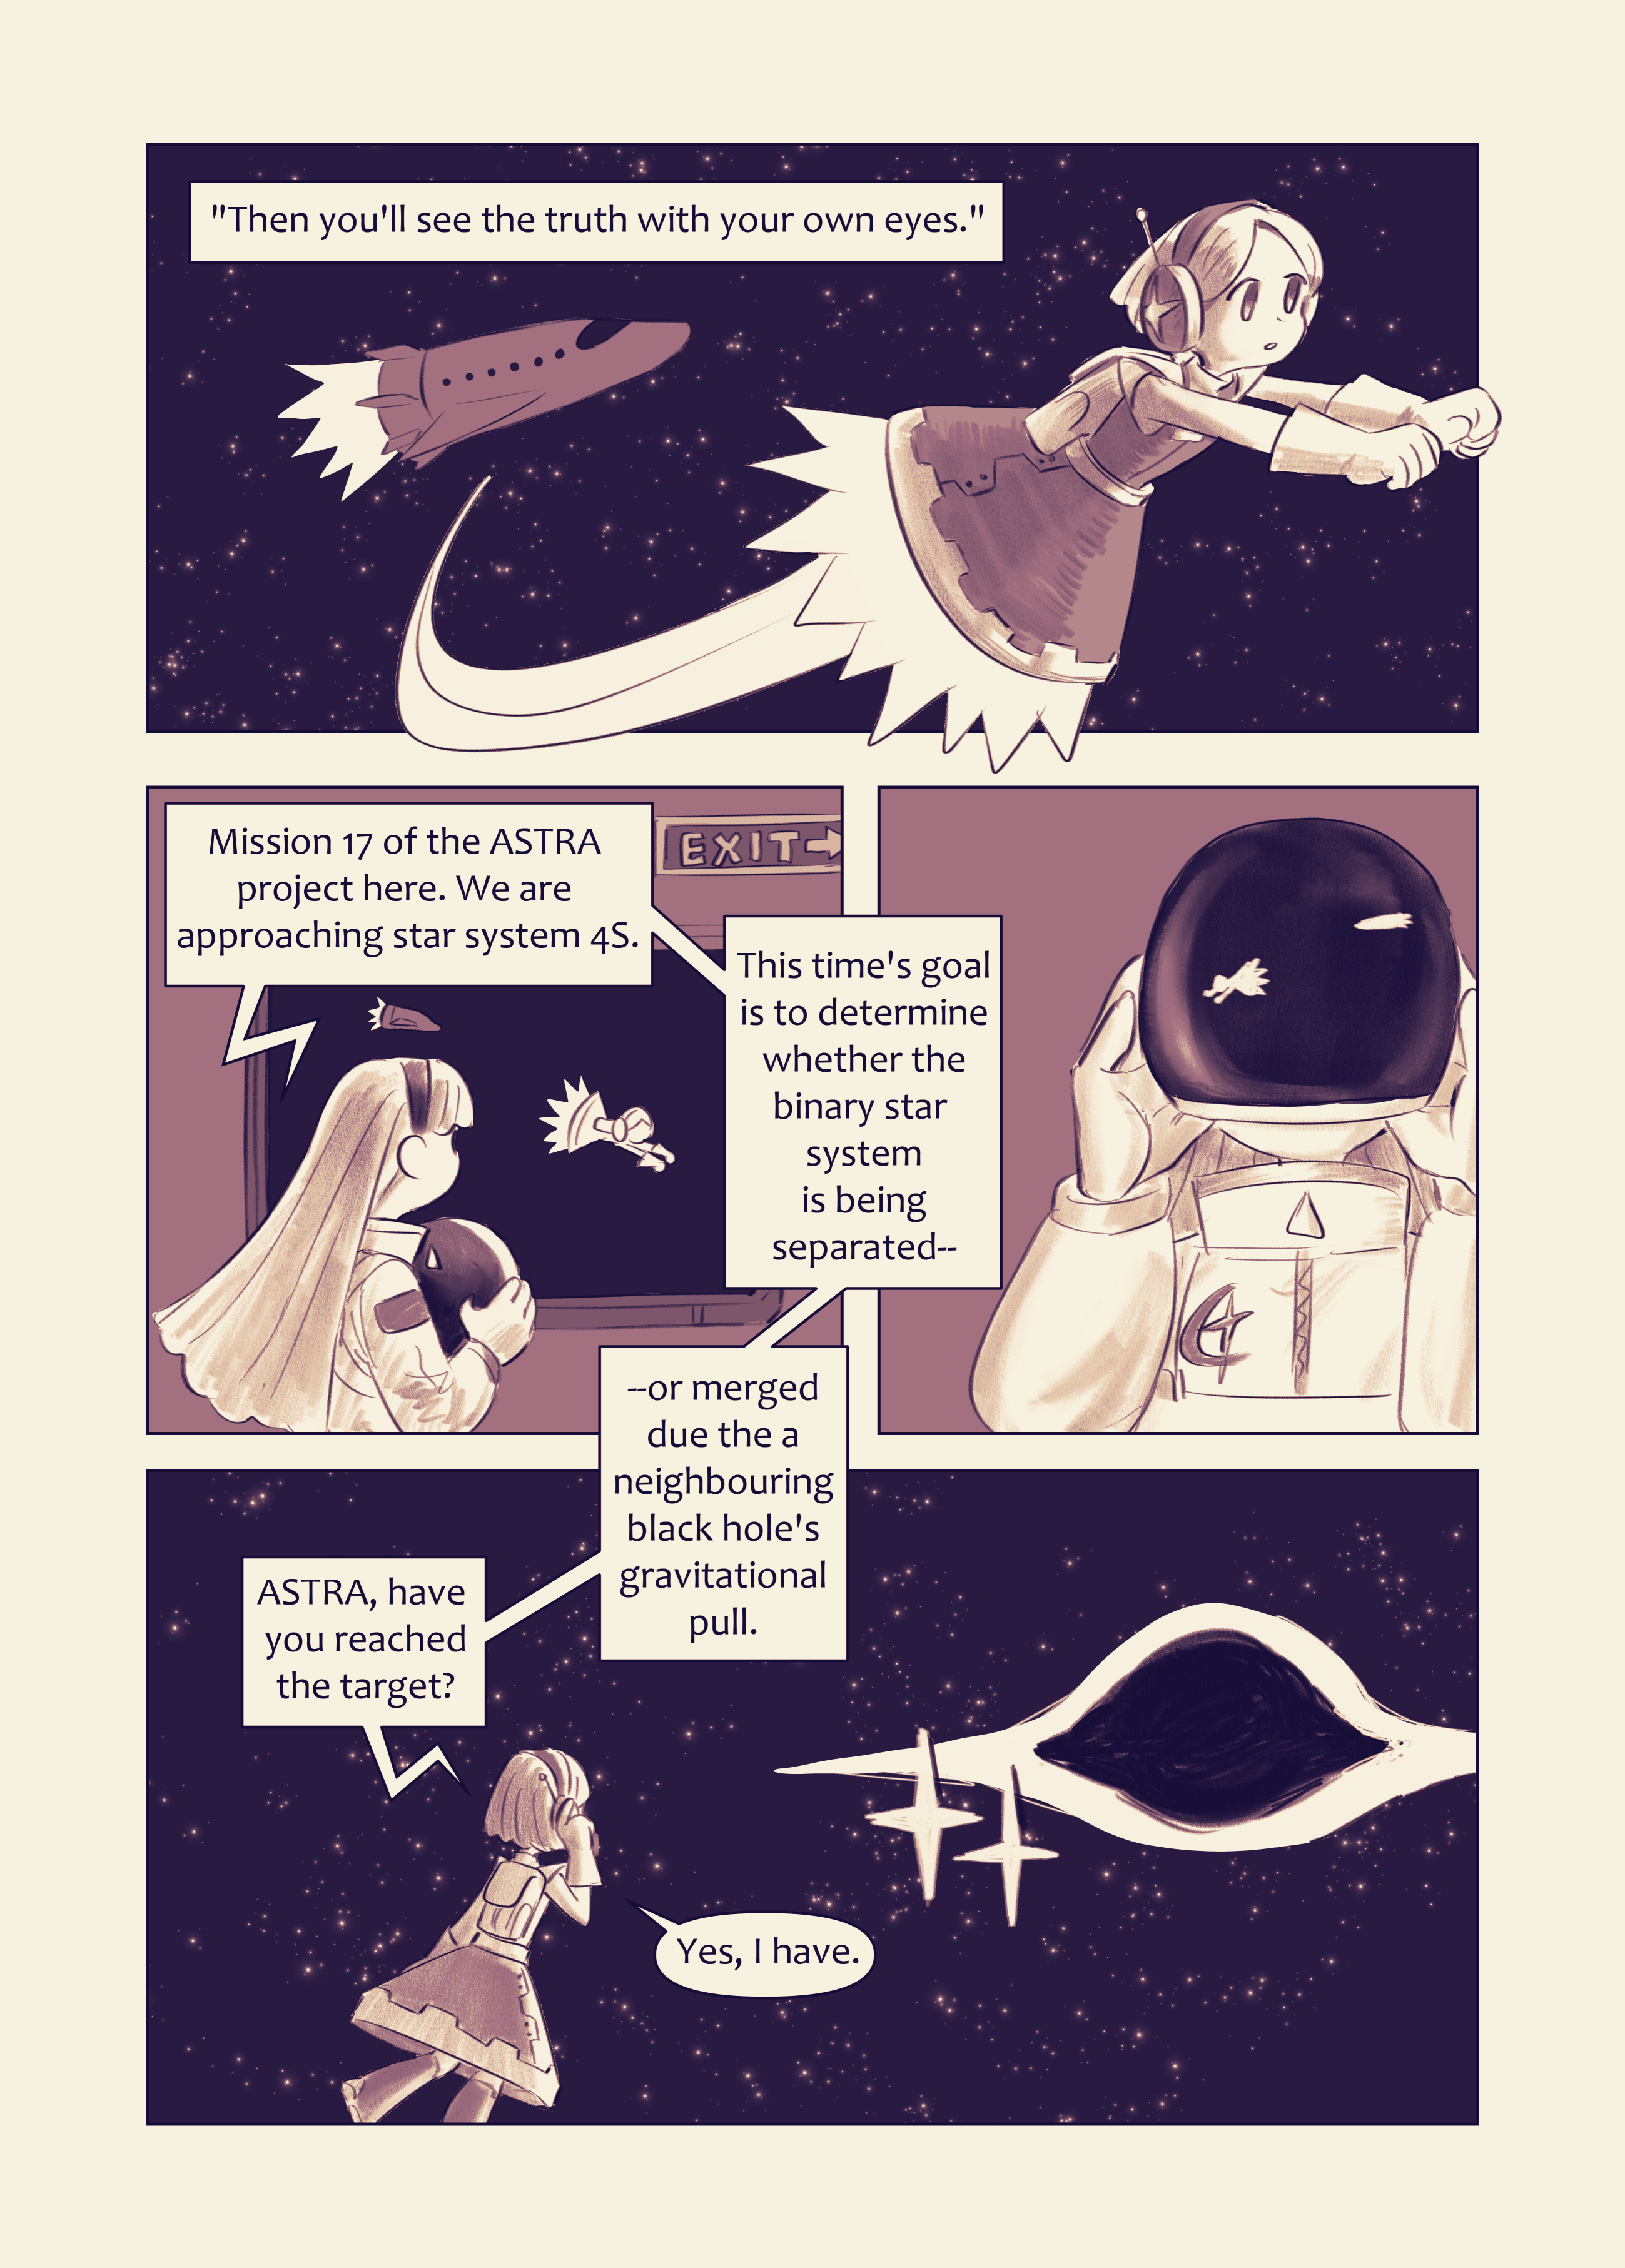 "Then you'll see the truth with your own eyes."
Mission 17 of the ASTRA
project here. We are
approaching star system 4S.
EXIT→
This time's goal
is to determine
whether the
binary star
system
is being
separated--
--or merged
due the a
neighbouring
black hole's
gravitational
pull.
ASTRA, have
you reached
the target?
Yes, I have.